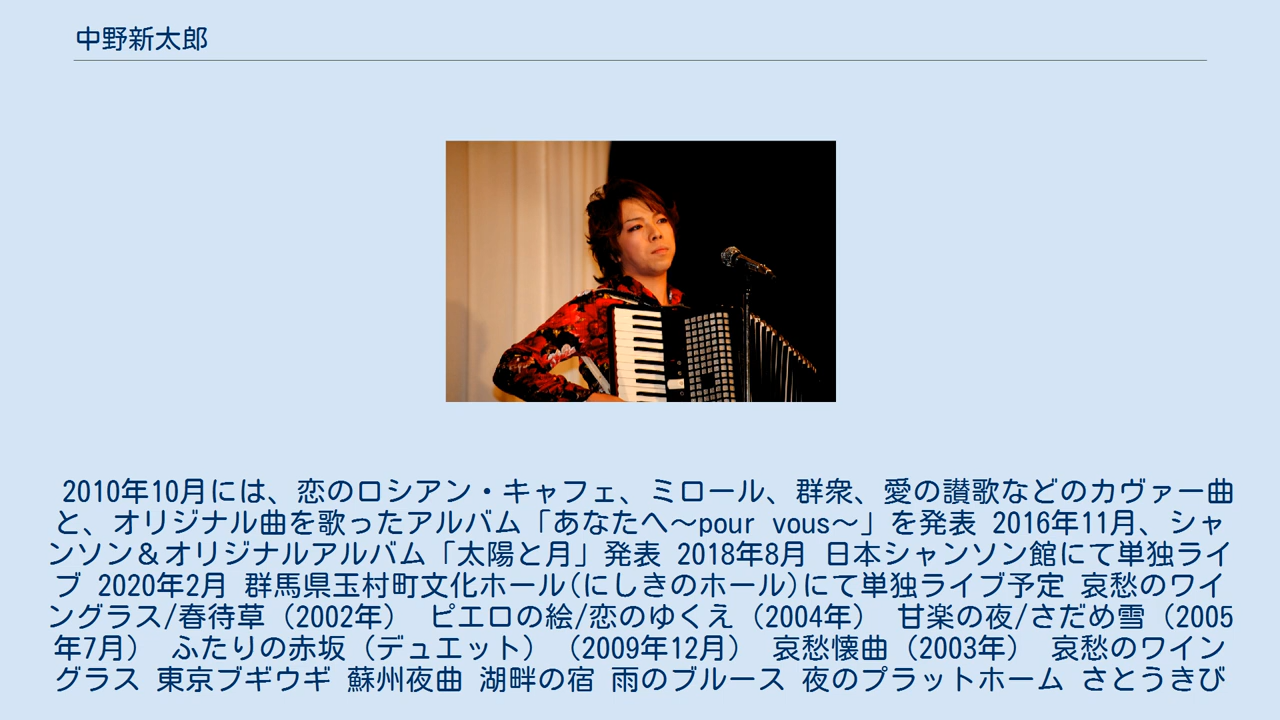 中野新太郎
2010年10月には、恋のロシアン・キャフェ、ミロール、群衆、愛の讃歌などのカヴァー曲
と、オリジナル曲を歌ったアルバム「あなたへ～pour vous～」を発表 2016年11月、シャ
ンソン＆オリジナルアルバム「太陽と月」発表 2018年8月 日本シャンソン館にて単独ライ
ブ 2020年2月 群馬県玉村町文化ホール(にしきのホール)にて単独ライブ予定 哀愁のワイ
ングラス/春待草（2002年） ピエロの絵/恋のゆくえ（2004年） 甘楽の夜/さだめ雪（2005
年7月） ふたりの赤坂（デュエット）（2009年12月） 哀愁懐曲（2003年） 哀愁のワイン
グラス 東京ブギウギ 蘇州夜曲 湖畔の宿 雨のブルース 夜のプラットホーム さとうきび